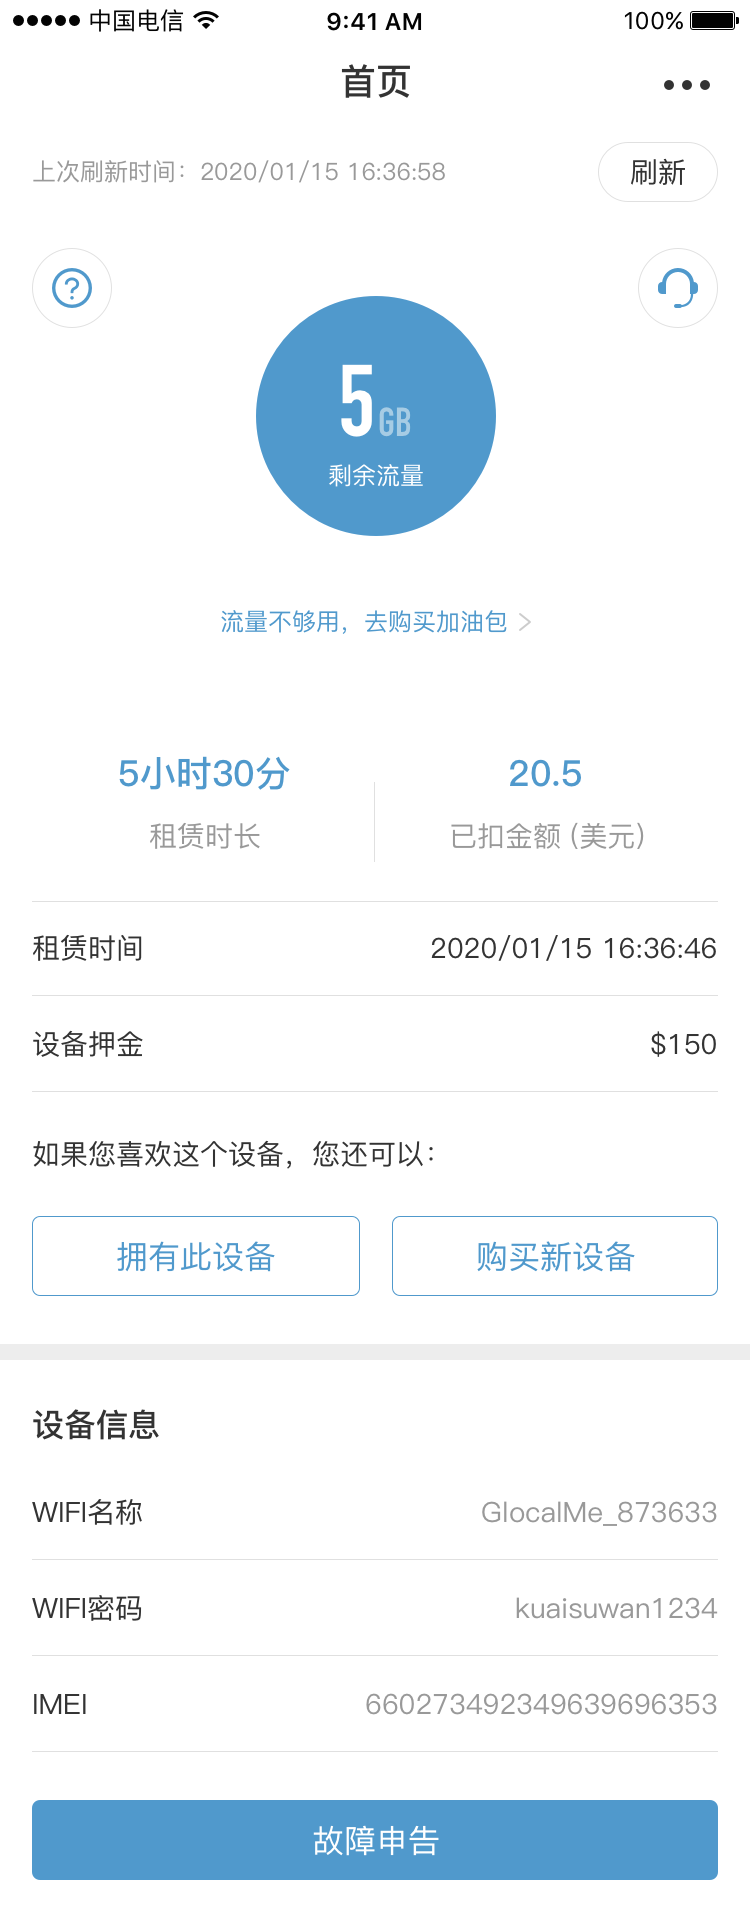 中国电信 9:41 AM 100%
首页
上次刷新时间：2020/01/15 16:36:58 刷新
?
5GB
剩余流量
流量不够用，去购买加油包
5小时30分 20.5
租赁时长 已扣金额 (美元)
租赁时间 2020/01/15 16:36:46
设备押金 $150
如果您喜欢这个设备，您还可以：
拥有此设备 购买新设备
设备信息
WIFI名称 GlocalMe_873633
WIFI密码 kuaisuwan1234
IMEI 660273492349639696353
故障申告